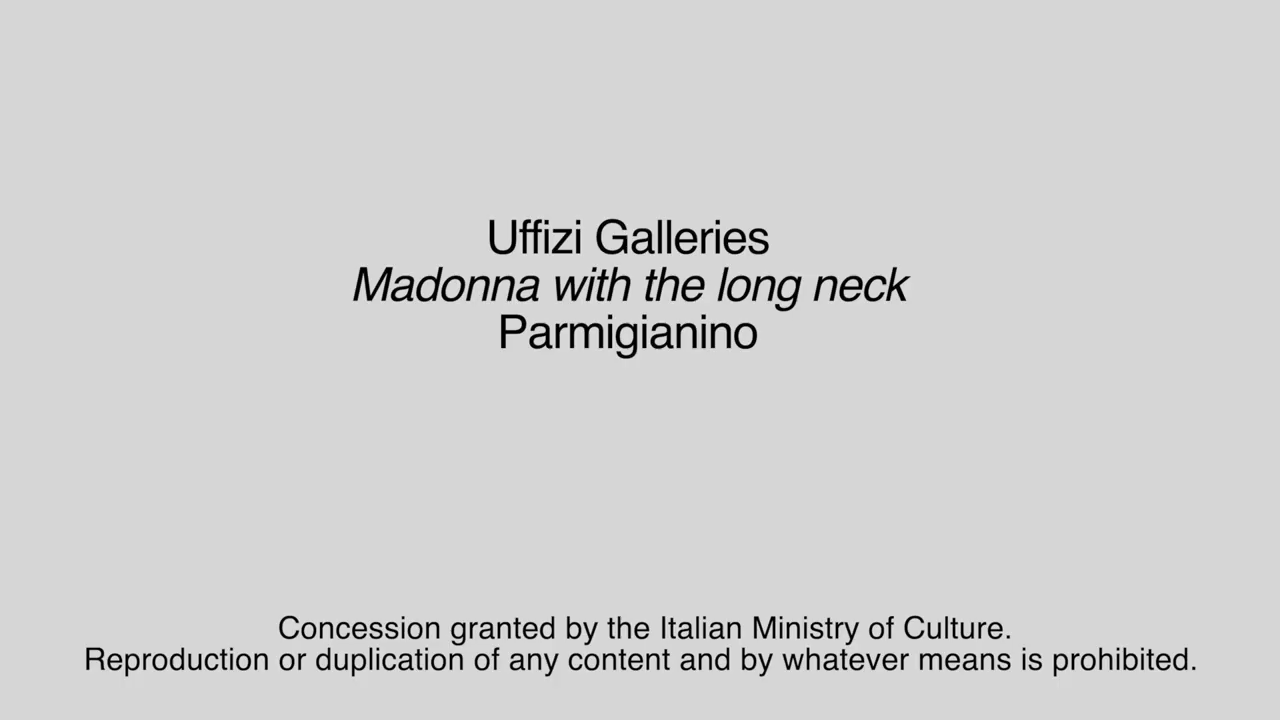 Uffizi Galleries
Madonna with the long neck
Parmigianino
Concession granted by the Italian Ministry of Culture.
Reproduction or duplication of any content and by whatever means is prohibited.